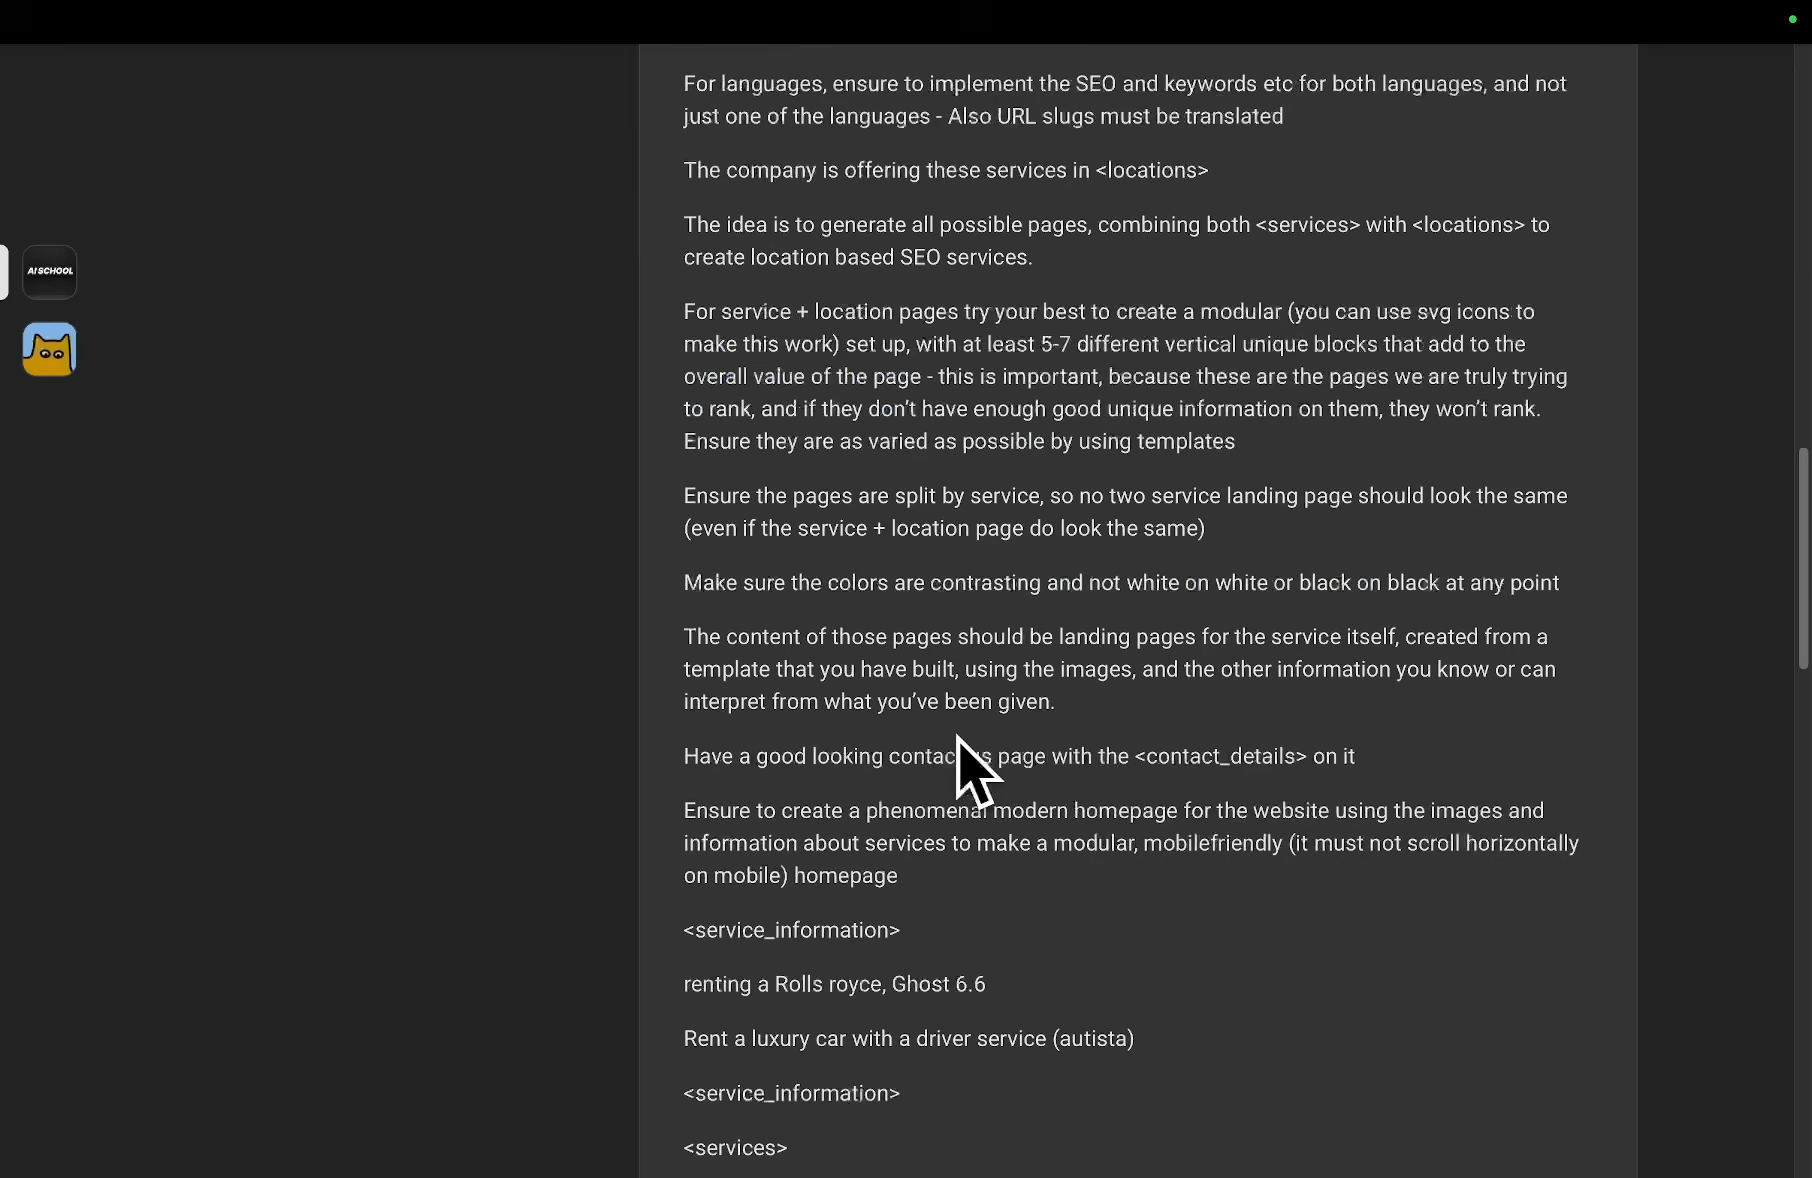 For languages, ensure to implement the SEO and keywords etc for both languages, and not
just one of the languages - Also URL slugs must be translated
The company is offering these services in <locations>
The idea is to generate all possible pages, combining both <services> with <locations> to
create location based SEO services.
AI SCHOOL
For service + location pages try your best to create a modular (you can use svg icons to
make this work) set up, with at least 5-7 different vertical unique blocks that add to the
overall value of the page - this is important, because these are the pages we are truly trying
to rank, and if they don’t have enough good unique information on them, they won’t rank.
Ensure they are as varied as possible by using templates
Ensure the pages are split by service, so no two service landing page should look the same
(even if the service + location page do look the same)
Make sure the colors are contrasting and not white on white or black on black at any point
The content of those pages should be landing pages for the service itself, created from a
template that you have built, using the images, and the other information you know or can
interpret from what you’ve been given.
Have a good looking contact us page with the <contact_details> on it
Ensure to create a phenomenal modern homepage for the website using the images and
information about services to make a modular, mobilefriendly (it must not scroll horizontally
on mobile) homepage
<service_information>
renting a Rolls royce, Ghost 6.6
Rent a luxury car with a driver service (autista)
<service_information>
<services>